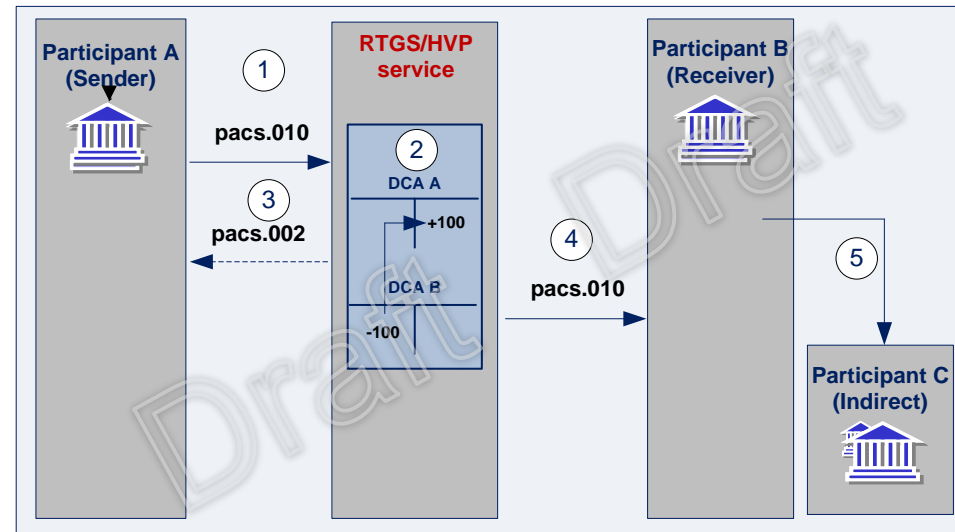 Participant A
(Sender)
1
pacs.010
3
pacs.002
RTGS/HVP
service
2
DCA A
+100
DCA B
-100
4
pacs.010
Participant B
(Receiver)
5
Participant C
(Indirect)
Draft
Draft